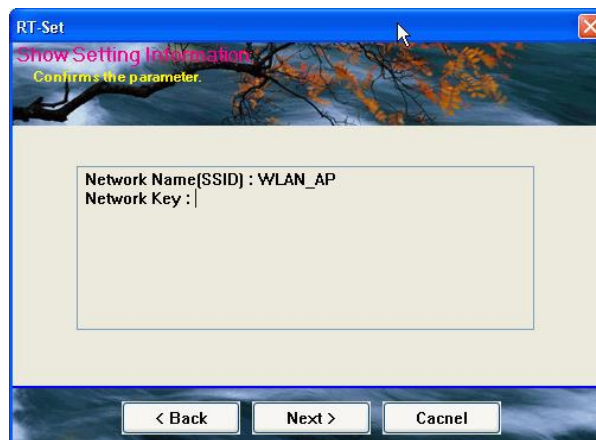 RT-Set
Show Setting Information
Confirms the parameter.
Network Name(SSID) : WLAN_AP
Network Key :
< Back
Next >
Cacnel